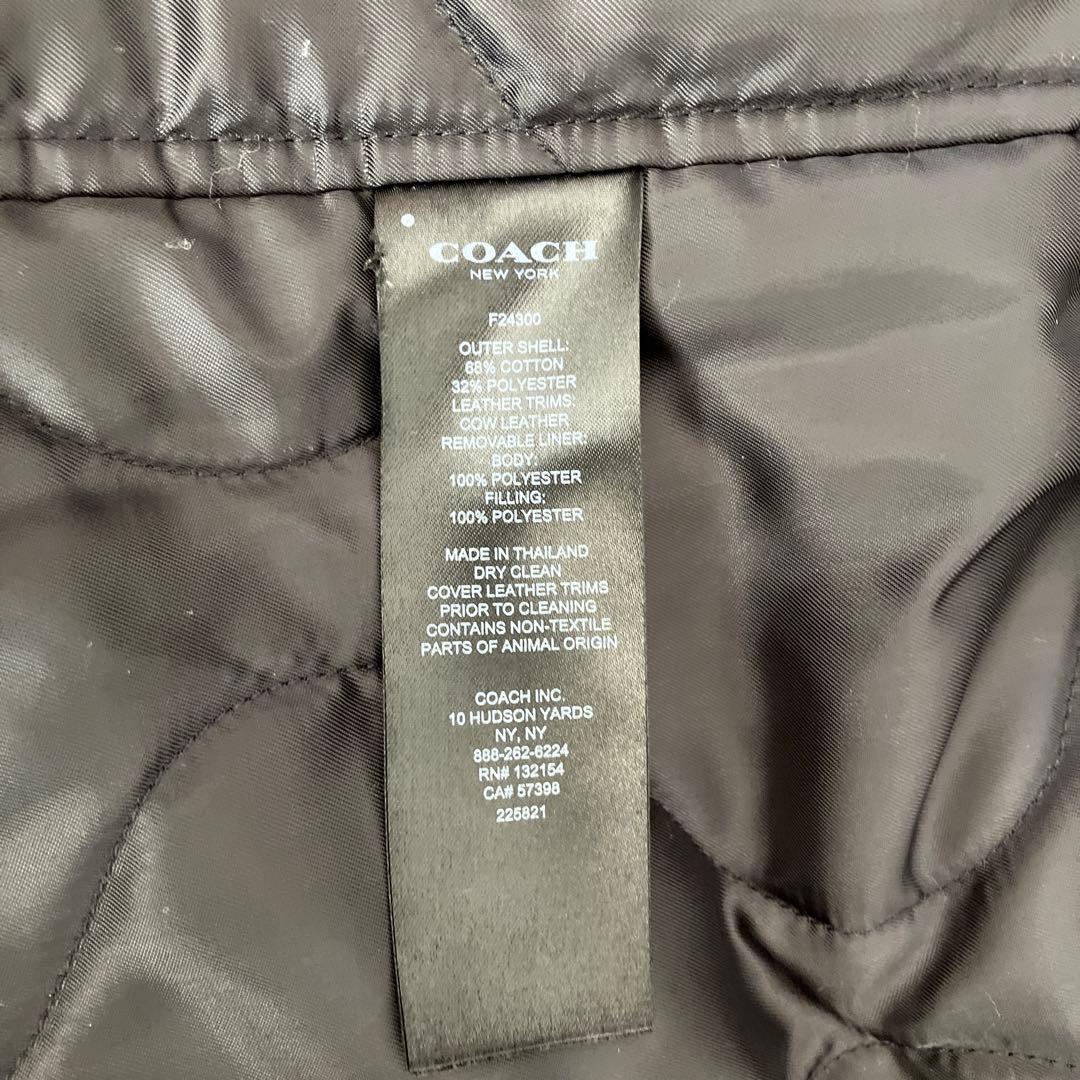 COACH
NEW YORK
F24300
OUTER SHELL:
68% COTTON
32% POLYESTER
LEATHER TRIMS:
COW LEATHER
REMOVABLE LINER:
BODY:
100% POLYESTER
FILLING:
100% POLYESTER
MADE IN THAILAND
DRY CLEAN
COVER LEATHER TRIMS
PRIOR TO CLEANING
CONTAINS NON-TEXTILE
PARTS OF ANIMAL ORIGIN
COACH INC.
10 HUDSON YARDS
NY, NY
888-262-6224
RN# 132154
CA# 57398
225821